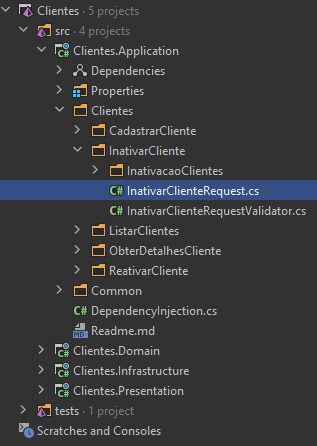 Clientes · 5 projects
src · 4 projects
Clientes.Application
Dependencies
Properties
Clientes
CadastrarCliente
InativarCliente
InativacaoClientes
C# InativarClienteRequest.cs
C# InativarClienteRequestValidator.cs
ListarClientes
ObterDetalhesCliente
ReativarCliente
Common
C# DependencyInjection.cs
MD Readme.md
Clientes.Domain
Clientes.Infrastructure
Clientes.Presentation
tests · 1 project
Scratches and Consoles